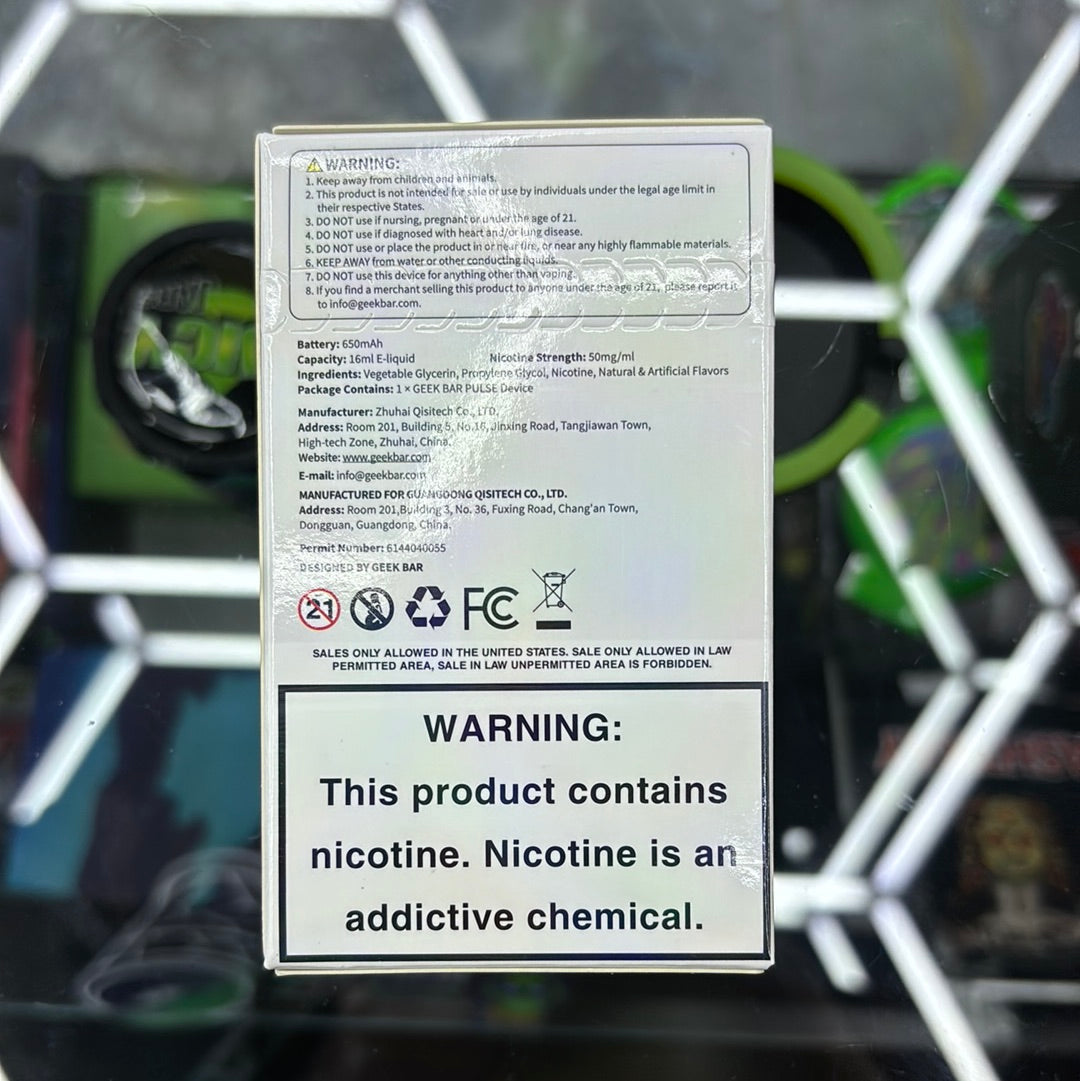 WARNING:
1. Keep away from children and animals.
2. This product is not intended for sale or use by individuals under the legal age limit in
their respective States.
3. DO NOT use if nursing, pregnant or under the age of 21.
4. DO NOT use if diagnosed with heart and/or lung disease.
5. DO NOT use or place the product in or near fire, or near any highly flammable materials.
6. KEEP AWAY from water or other conducting liquids.
7. DO NOT use this device for anything other than vaping.
8. If you find a merchant selling this product to anyone under the age of 21, please report it
to info@geekbar.com.
Battery: 650mAh
Capacity: 16ml E-liquid Nicotine Strength: 50mg/ml
Ingredients: Vegetable Glycerin, Propylene Glycol, Nicotine, Natural & Artificial Flavors
Package Contains: 1 × GEEK BAR PULSE Device
Manufacturer: Zhuhai Qisitech Co., LTD.
Address: Room 201, Building 5, No.16, Jinxing Road, Tangjiawan Town,
High-tech Zone, Zhuhai, China.
Website: www.geekbar.com
E-mail: info@geekbar.com
MANUFACTURED FOR GUANGDONG QISITECH CO., LTD.
Address: Room 201,Building 3, No. 36, Fuxing Road, Chang'an Town,
Dongguan, Guangdong, China.
Permit Number: 6144040055
DESIGNED BY GEEK BAR
21 FC
SALES ONLY ALLOWED IN THE UNITED STATES. SALE ONLY ALLOWED IN LAW
PERMITTED AREA, SALE IN LAW UNPERMITTED AREA IS FORBIDDEN.
WARNING:
This product contains
nicotine. Nicotine is an
addictive chemical.